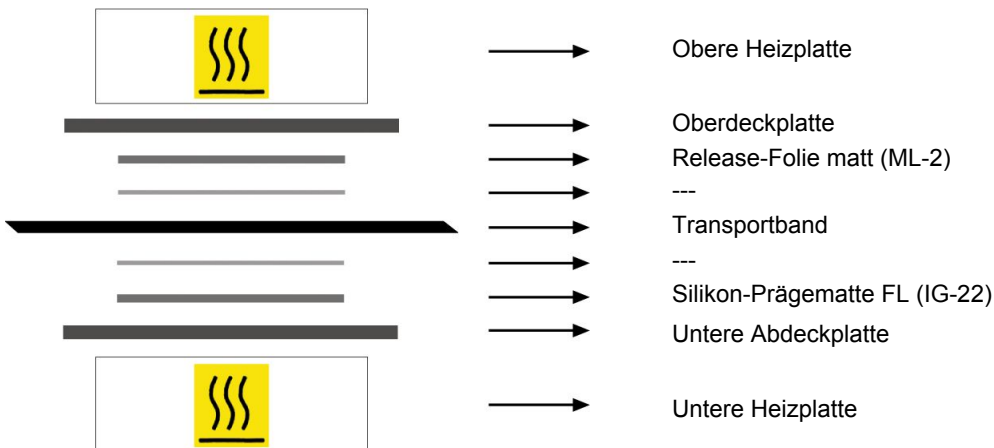 Obere Heizplatte
Oberdeckplatte
Release-Folie matt (ML-2)
---
Transportband
---
Silikon-Prägematte FL (IG-22)
Untere Abdeckplatte
Untere Heizplatte